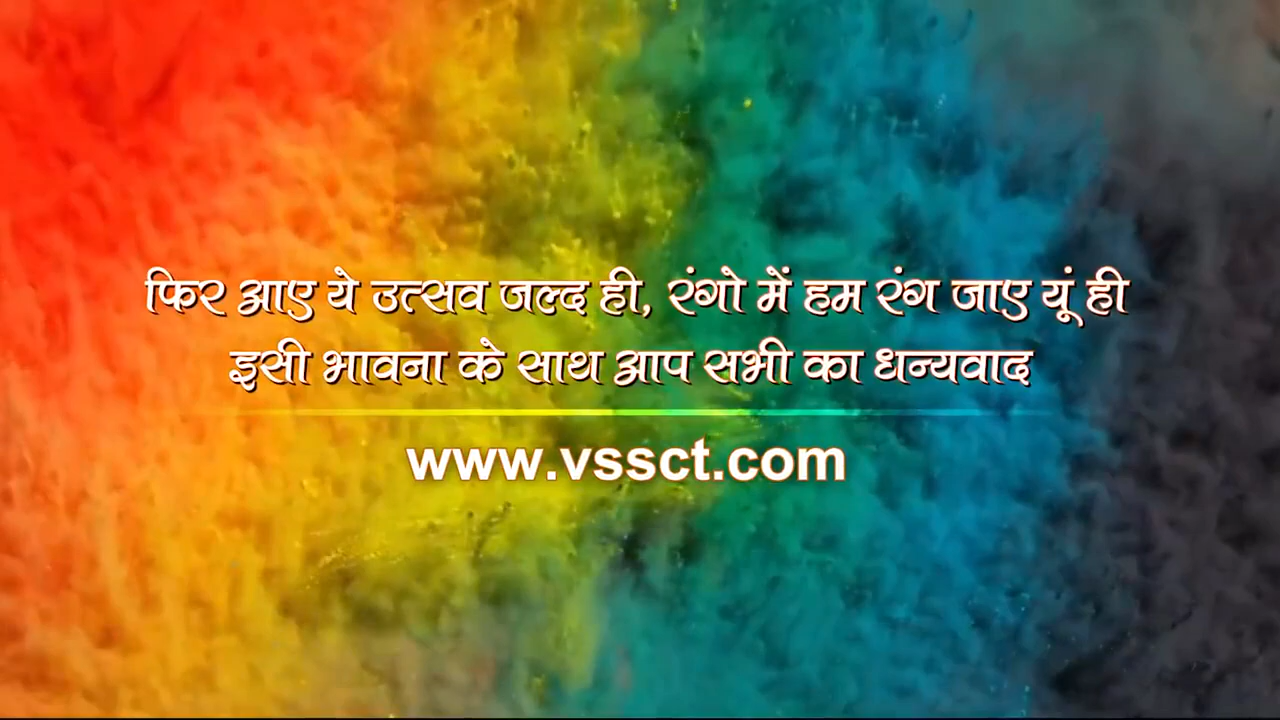 फिर आए ये उत्सव जल्द ही, रंगो में हम रंग जाए यूं ही
इसी भावना के साथ आप सभी का धन्यवाद
www.vssct.com